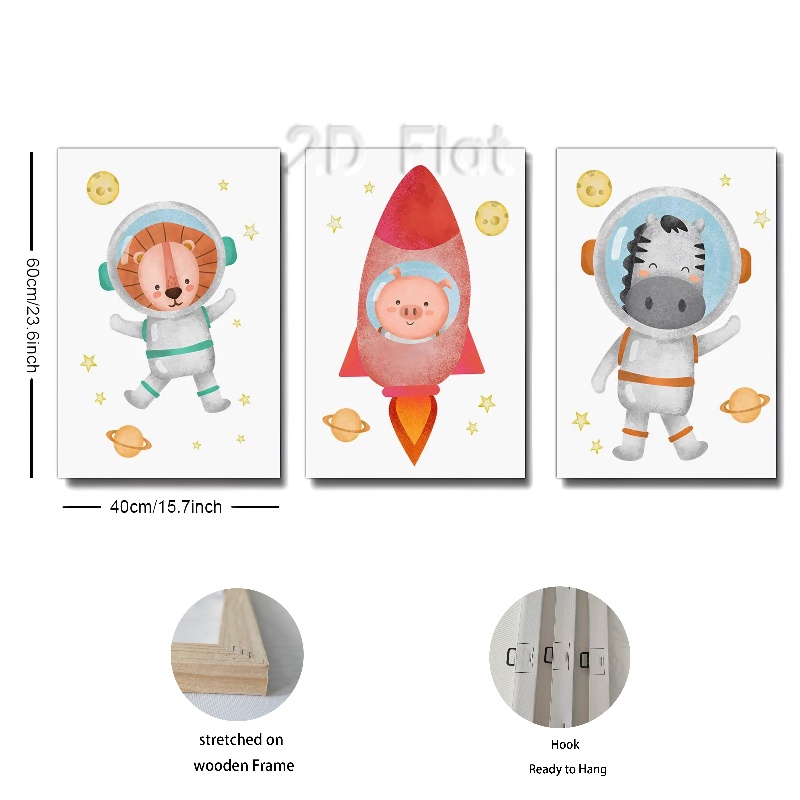 2D Flat
60cm/23.6inch
40cm/15.7inch
stretched on
wooden Frame
Hook
Ready to Hang